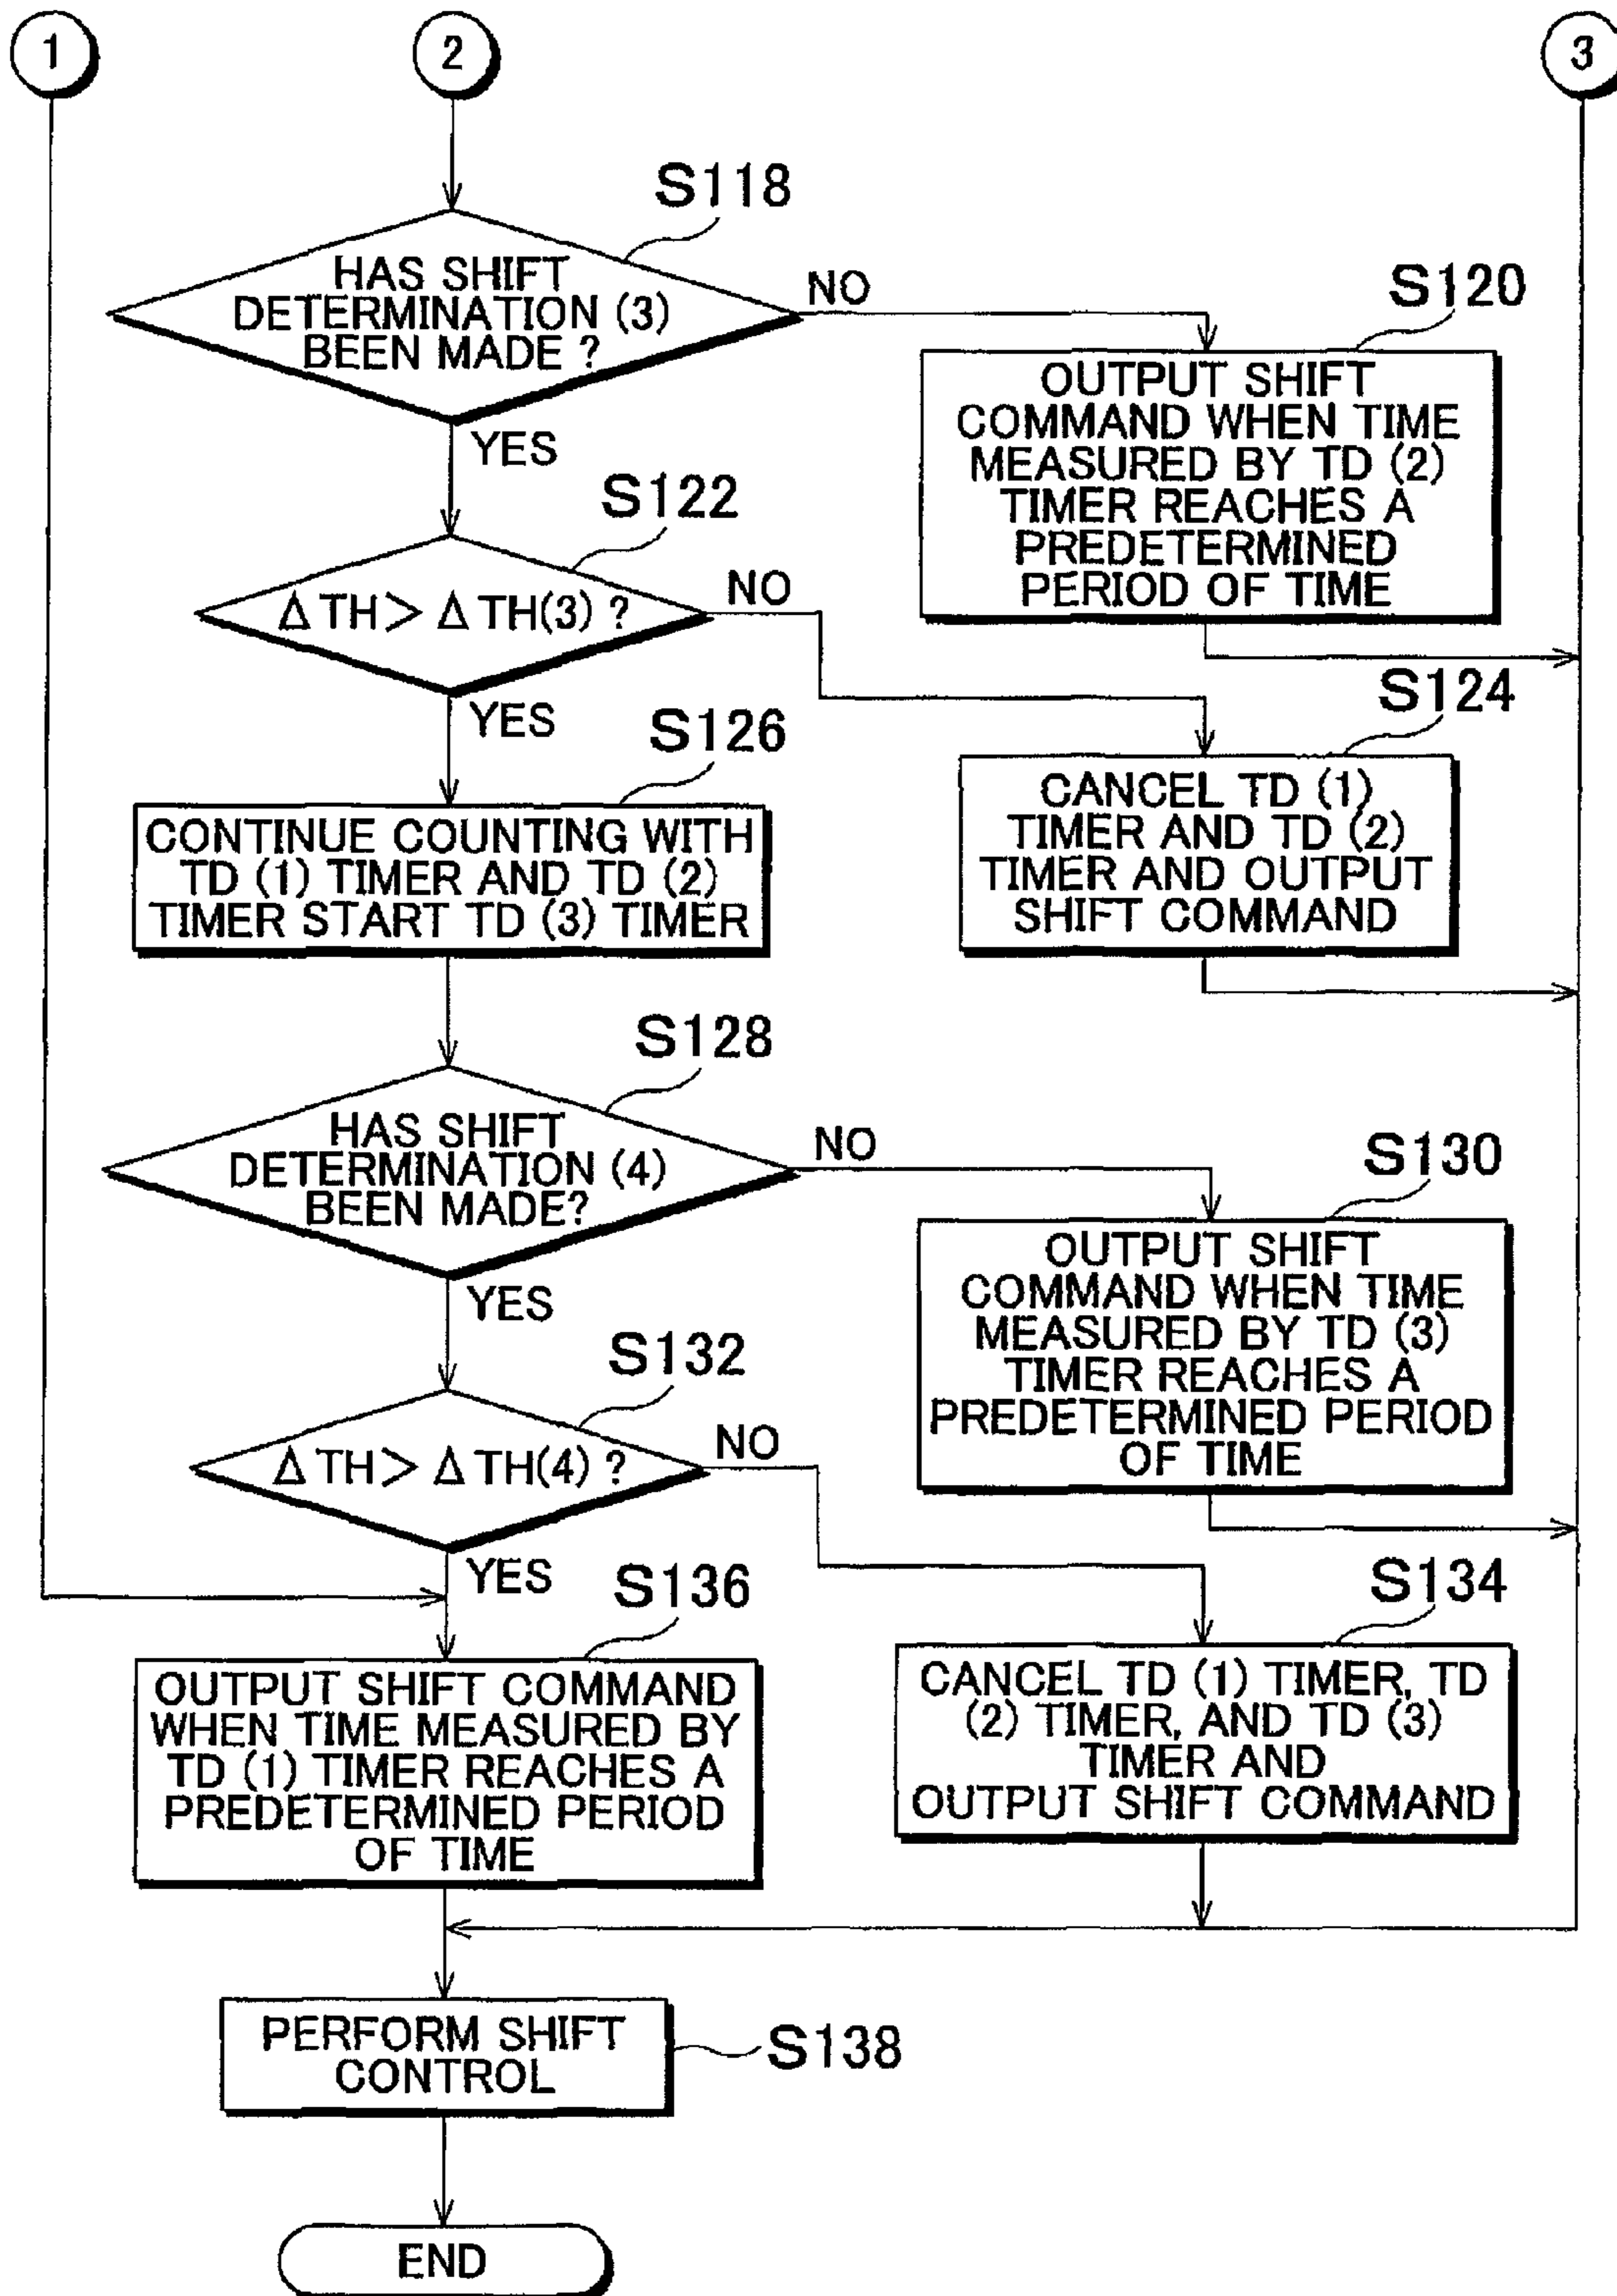 1
2
3
S118
HAS SHIFT
DETERMINATION (3)
BEEN MADE ?
NO
YES
S120
OUTPUT SHIFT
COMMAND WHEN TIME
MEASURED BY TD (2)
TIMER REACHES A
PREDETERMINED
PERIOD OF TIME
S122
Δ TH > Δ TH(3) ?
NO
YES
S124
CANCEL TD (1)
TIMER AND TD (2)
TIMER AND OUTPUT
SHIFT COMMAND
S126
CONTINUE COUNTING WITH
TD (1) TIMER AND TD (2)
TIMER START TD (3) TIMER
S128
HAS SHIFT
DETERMINATION (4)
BEEN MADE?
NO
YES
S130
OUTPUT SHIFT
COMMAND WHEN TIME
MEASURED BY TD (3)
TIMER REACHES A
PREDETERMINED PERIOD
OF TIME
S132
Δ TH > Δ TH(4) ?
NO
YES
S134
CANCEL TD (1) TIMER, TD
(2) TIMER, AND TD (3)
TIMER AND
OUTPUT SHIFT COMMAND
S136
OUTPUT SHIFT COMMAND
WHEN TIME MEASURED BY
TD (1) TIMER REACHES A
PREDETERMINED PERIOD
OF TIME
PERFORM SHIFT
CONTROL
S138
END